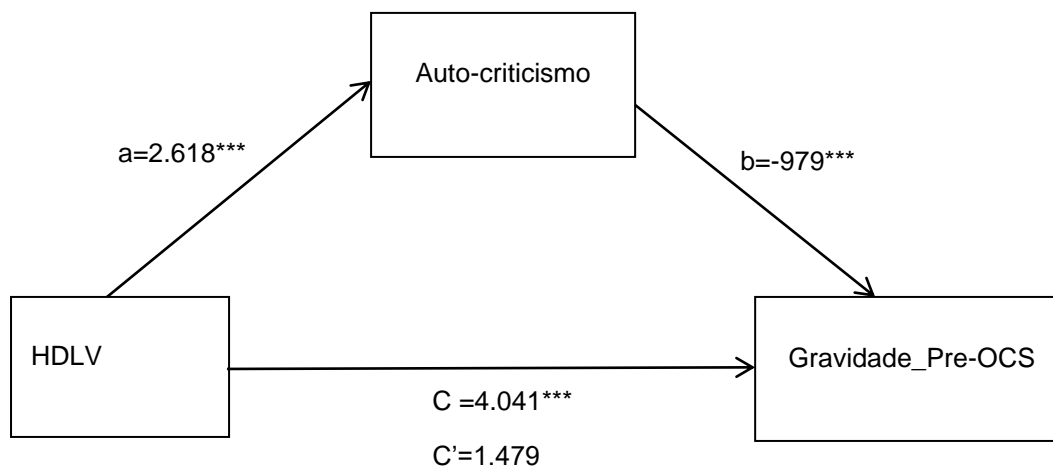 Auto-criticismo
a=2.618***
b=-979***
HDLV
Gravidade_Pre-OCS
C =4.041***
C’=1.479